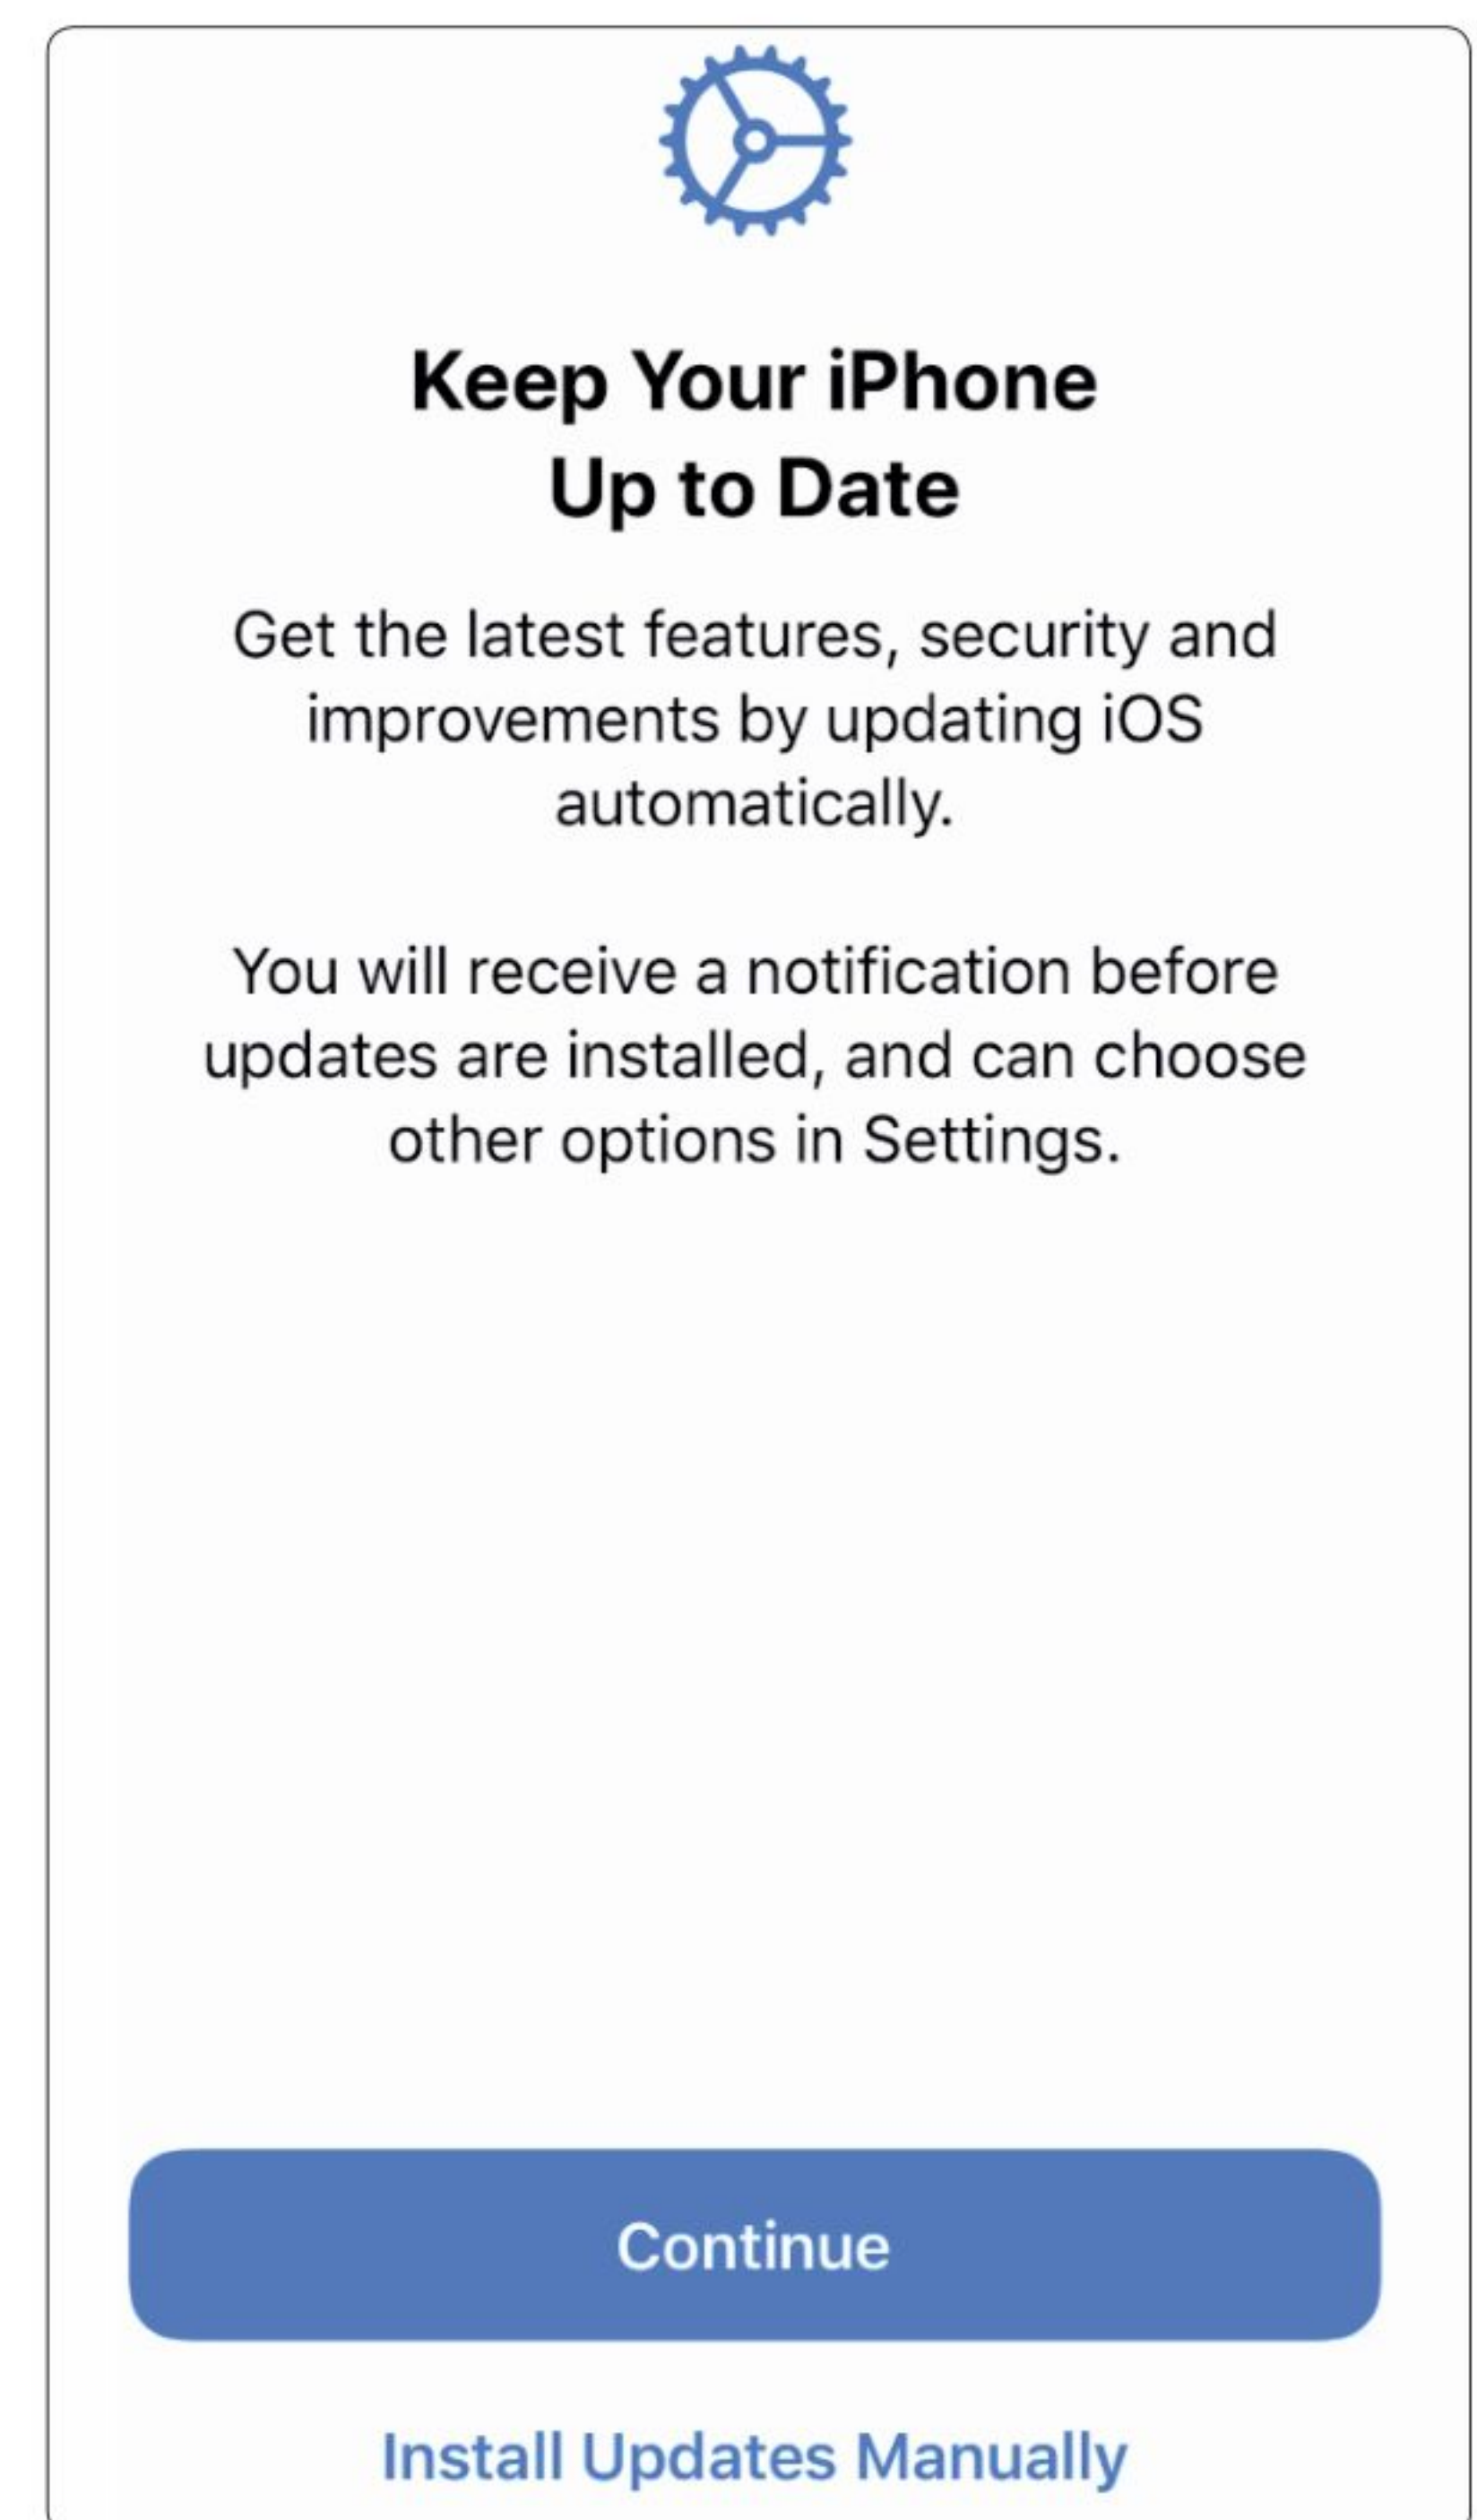 Keep Your iPhone
Up to Date
Get the latest features, security and
improvements by updating iOS
automatically.
You will receive a notification before
updates are installed, and can choose
other options in Settings.
Continue
Install Updates Manually